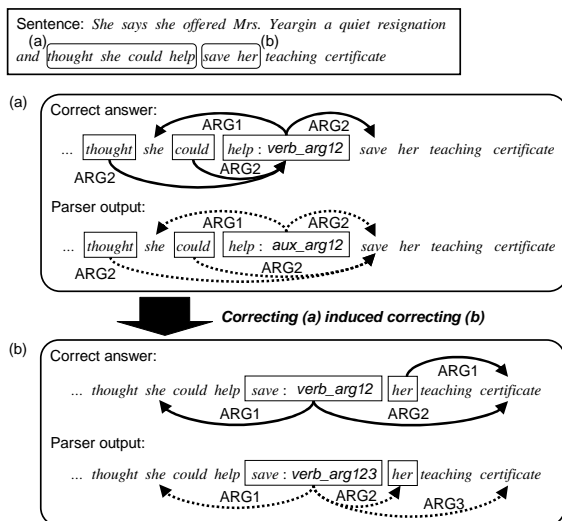 Sentence: She says she offered Mrs. Yeargin a quiet resignation
(a) (b)
and thought she could help save her teaching certificate
(a)
Correct answer:
ARG1 ARG2
... thought she could help : verb_arg12 save her teaching certificate
ARG2 ARG2
Parser output:
ARG1 ARG2
... thought she could help : aux_arg12 save her teaching certificate
ARG2 ARG2
Correcting (a) induced correcting (b)
(b)
Correct answer:
ARG1
... thought she could help save : verb_arg12 her teaching certificate
ARG1 ARG2
Parser output:
... thought she could help save : verb_arg123 her teaching certificate
ARG1 ARG2 ARG3